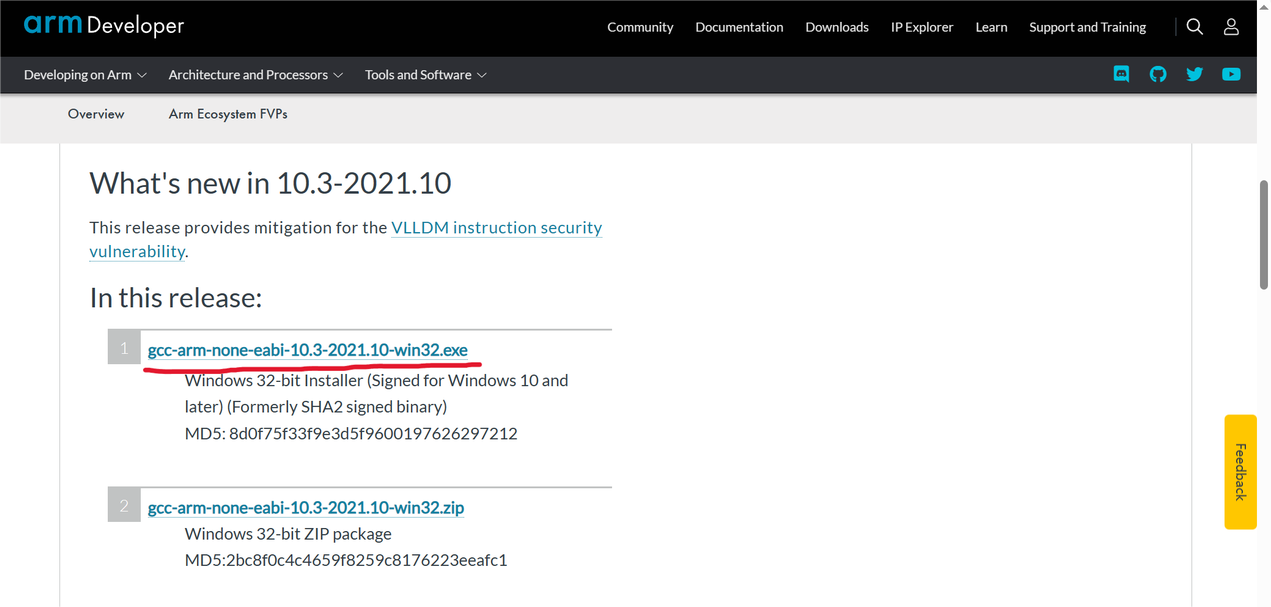 arm Developer
Community Documentation Downloads IP Explorer Learn Support and Training
Developing on Arm Architecture and Processors Tools and Software
Overview Arm Ecosystem FVPs
What's new in 10.3-2021.10
This release provides mitigation for the VLLDM instruction security
vulnerability.
In this release:
1 gcc-arm-none-eabi-10.3-2021.10-win32.exe
Windows 32-bit Installer (Signed for Windows 10 and
later) (Formerly SHA2 signed binary)
MD5: 8d0f75f33f9e3d5f9600197626297212
2 gcc-arm-none-eabi-10.3-2021.10-win32.zip
Windows 32-bit ZIP package
MD5:2bc8f0c4c4659f8259c8176223eeafc1
Feedback